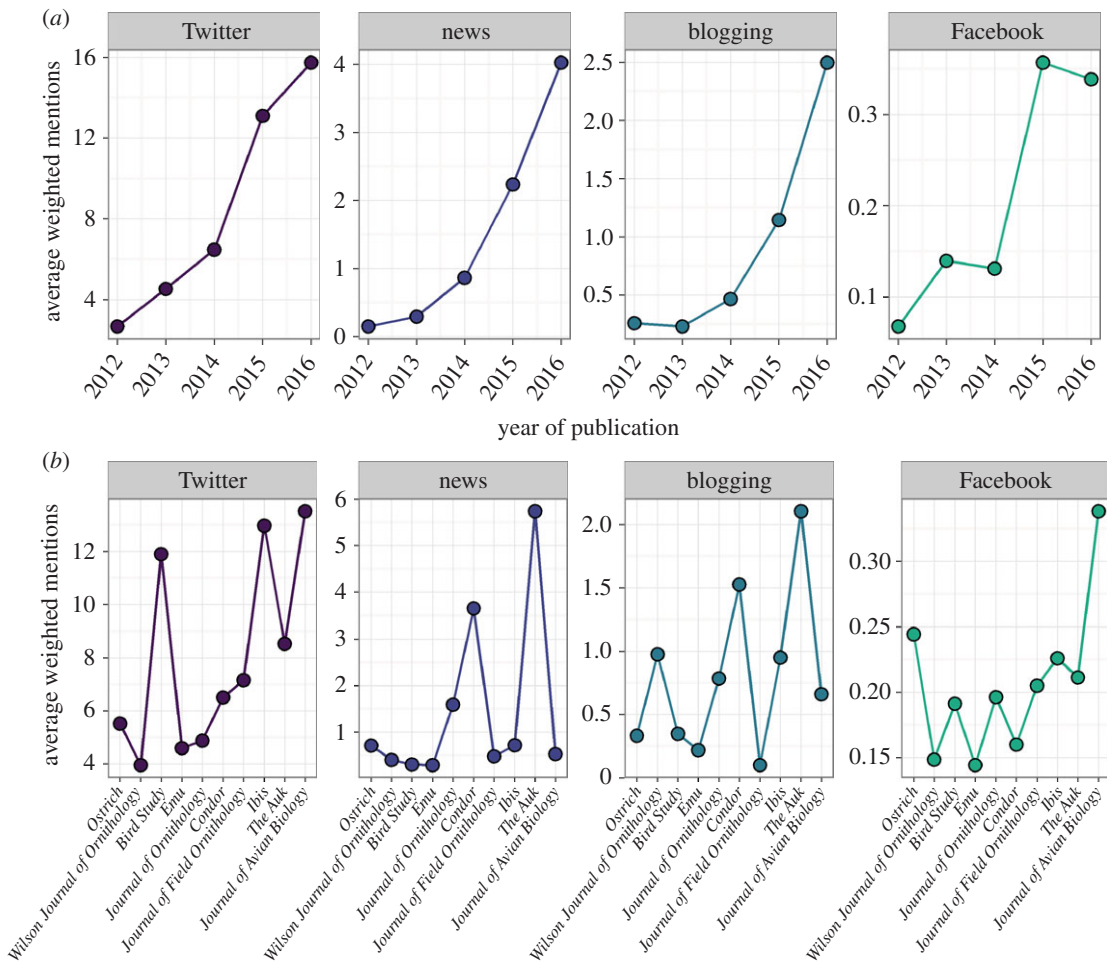 (a)
Twitter
news
blogging
Facebook
average weighted mentions
16
12
8
4
4
3
2
1
0
2.5
2.0
1.5
1.0
0.5
0.3
0.2
0.1
2012 2013 2014 2015 2016
2012 2013 2014 2015 2016
2012 2013 2014 2015 2016
2012 2013 2014 2015 2016
year of publication
(b)
Twitter
news
blogging
Facebook
average weighted mentions
12
10
8
6
4
6
5
4
3
2
1
2.0
1.5
1.0
0.5
0
0.30
0.25
0.20
0.15
Ostrich
Wilson Journal of Ornithology
Bird Study
Emu
Journal of Ornithology
Condor
Journal of Field Ornithology
Ibis
The Auk
Journal of Avian Biology
Ostrich
Wilson Journal of Ornithology
Bird Study
Emu
Journal of Ornithology
Condor
Journal of Field Ornithology
Ibis
The Auk
Journal of Avian Biology
Ostrich
Wilson Journal of Ornithology
Bird Study
Emu
Journal of Ornithology
Condor
Journal of Field Ornithology
Ibis
The Auk
Journal of Avian Biology
Ostrich
Wilson Journal of Ornithology
Bird Study
Emu
Journal of Ornithology
Condor
Journal of Field Ornithology
Ibis
The Auk
Journal of Avian Biology